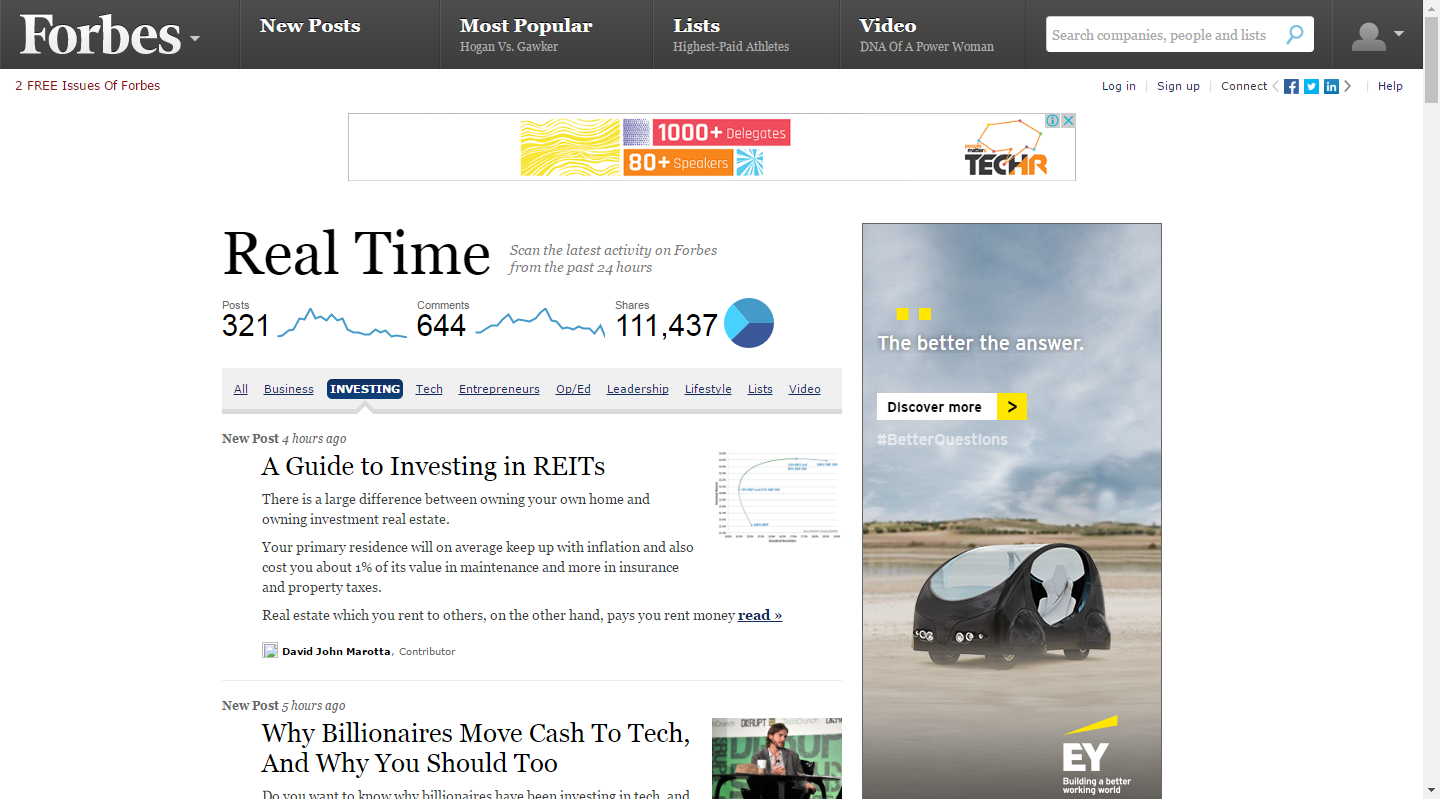 Forbes
New Posts
Most Popular
Hogan Vs. Gawker
Lists
Highest-Paid Athletes
Video
DNA Of A Power Woman
Search companies, people and lists
2 FREE Issues Of Forbes
Log in
Sign up
Connect
Help
1000+ Delegates
80+ Speakers
people matters
TECHR
Real Time
Scan the latest activity on Forbes
from the past 24 hours
Posts
321
Comments
644
Shares
111,437
All Business INVESTING Tech Entrepreneurs Op/Ed Leadership Lifestyle Lists Video
New Post 4 hours ago
A Guide to Investing in REITs
There is a large difference between owning your own home and
owning investment real estate.
Your primary residence will on average keep up with inflation and also
cost you about 1% of its value in maintenance and more in insurance
and property taxes.
Real estate which you rent to others, on the other hand, pays you rent money read »
David John Marotta, Contributor
New Post 5 hours ago
Why Billionaires Move Cash To Tech,
And Why You Should Too
Do you want to know why billionaires have been investing in tech, and
DISRUPT
TechCrunch
The better the answer.
Discover more >
#BetterQuestions
EY
Building a better
working world